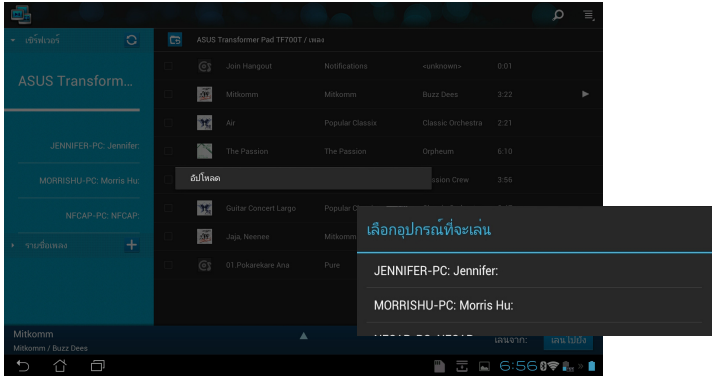 เซิร์ฟเวอร์
ASUS Transformer Pad TF700T / เพลง
ASUS Transform...
Join Hangout Notifications <unknown> 0:01
Mitkomm Mitkomm Buzz Dees 3:22
Air Popular Classix Classic Orchestra 2:21
JENNIFER-PC: Jennifer:
The Passion The Passion Orpheum 6:10
MORRISHU-PC: Morris Hu:
อัปโหลด
ssion Crew 3:56
NFCAP-PC: NFCAP:
Guitar Concert Largo Popular
รายชื่อเพลง
Jaja, Neenee Mitkomm
01.Pokarekare Ana Pure
เลือกอุปกรณ์ที่จะเล่น
JENNIFER-PC: Jennifer:
MORRISHU-PC: Morris Hu:
Mitkomm
Mitkomm / Buzz Dees
เล่นจาก: เล่นไปยัง
6:56